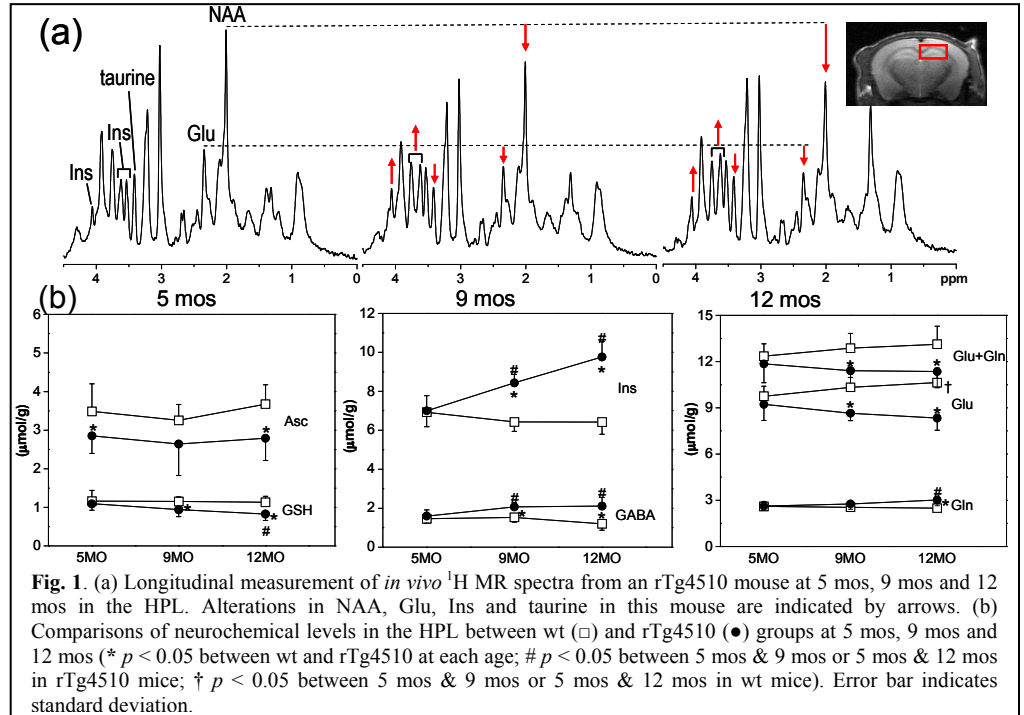 (a)
NAA
taurine
Ins
Glu
Ins
4 3 2 1 0
4 3 2 1 0
4 3 2 1 ppm
5 mos 9 mos 12 mos
(b)
6
5
4
3
2
1
0
(μmol/g)
*
*
Asc
*
*
#
GSH
5MO 9MO 12MO
12
10
8
6
4
2
0
(μmol/g)
#
#
*
#
#
*
Ins
#
#
*
#
#
*
GABA
5MO 9MO 12MO
15
12
9
6
3
0
(μmol/g)
Glu+Gln
*
*
†
Glu
*
*
#
*
Gln
5MO 9MO 12MO
Fig. 1. (a) Longitudinal measurement of in vivo ¹H MR spectra from an rTg4510 mouse at 5 mos, 9 mos and 12
mos in the HPL. Alterations in NAA, Glu, Ins and taurine in this mouse are indicated by arrows. (b)
Comparisons of neurochemical levels in the HPL between wt (□) and rTg4510 (●) groups at 5 mos, 9 mos and
12 mos (* p < 0.05 between wt and rTg4510 at each age; # p < 0.05 between 5 mos & 9 mos or 5 mos & 12 mos
in rTg4510 mice; † p < 0.05 between 5 mos & 9 mos or 5 mos & 12 mos in wt mice). Error bar indicates
standard deviation.